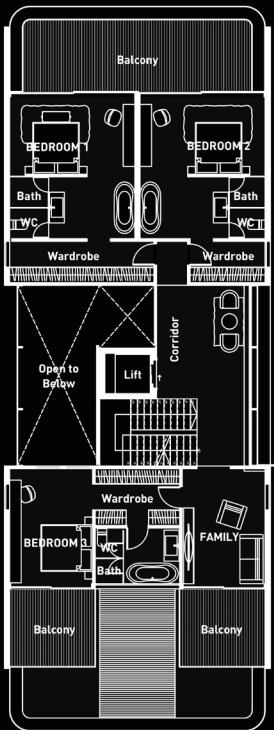 Balcony
BEDROOM 1
BEDROOM 2
Bath
Bath
WC
WC
Wardrobe
Wardrobe
Corridor
Open to
Below
Lift
Wardrobe
BEDROOM 3
WC
FAMILY
Bath
Balcony
Balcony